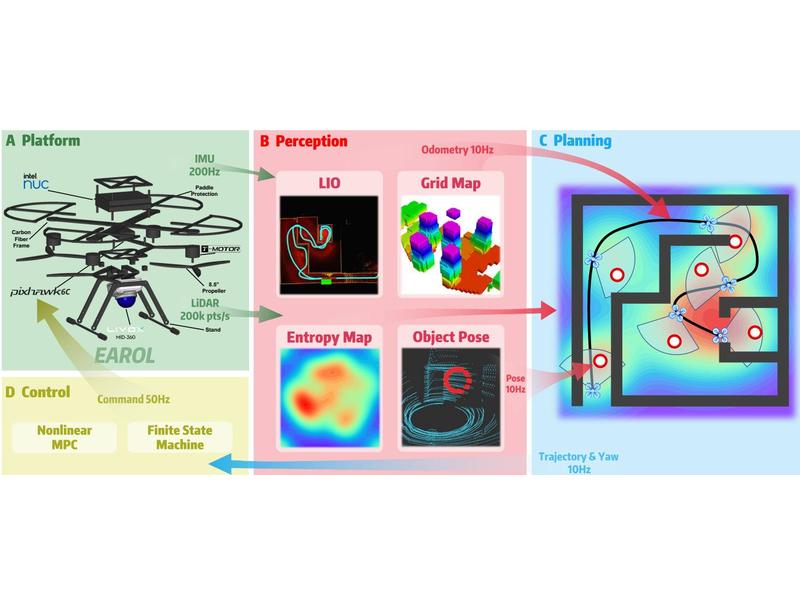 A Platform
IMU
200Hz
intel
nuc
Paddle
Protection
Carbon
Fiber
Frame
T-MOTOR
pixhawk6C
8.5"
Propeller
LiDAR
200k pts/s
LIVOX
MID-360
Stand
EAROL
B Perception
Odometry 10Hz
LIO
Grid Map
Entropy Map
Object Pose
Pose
10Hz
C Planning
D Control
Command 50Hz
Nonlinear
MPC
Finite State
Machine
Trajectory & Yaw
10Hz